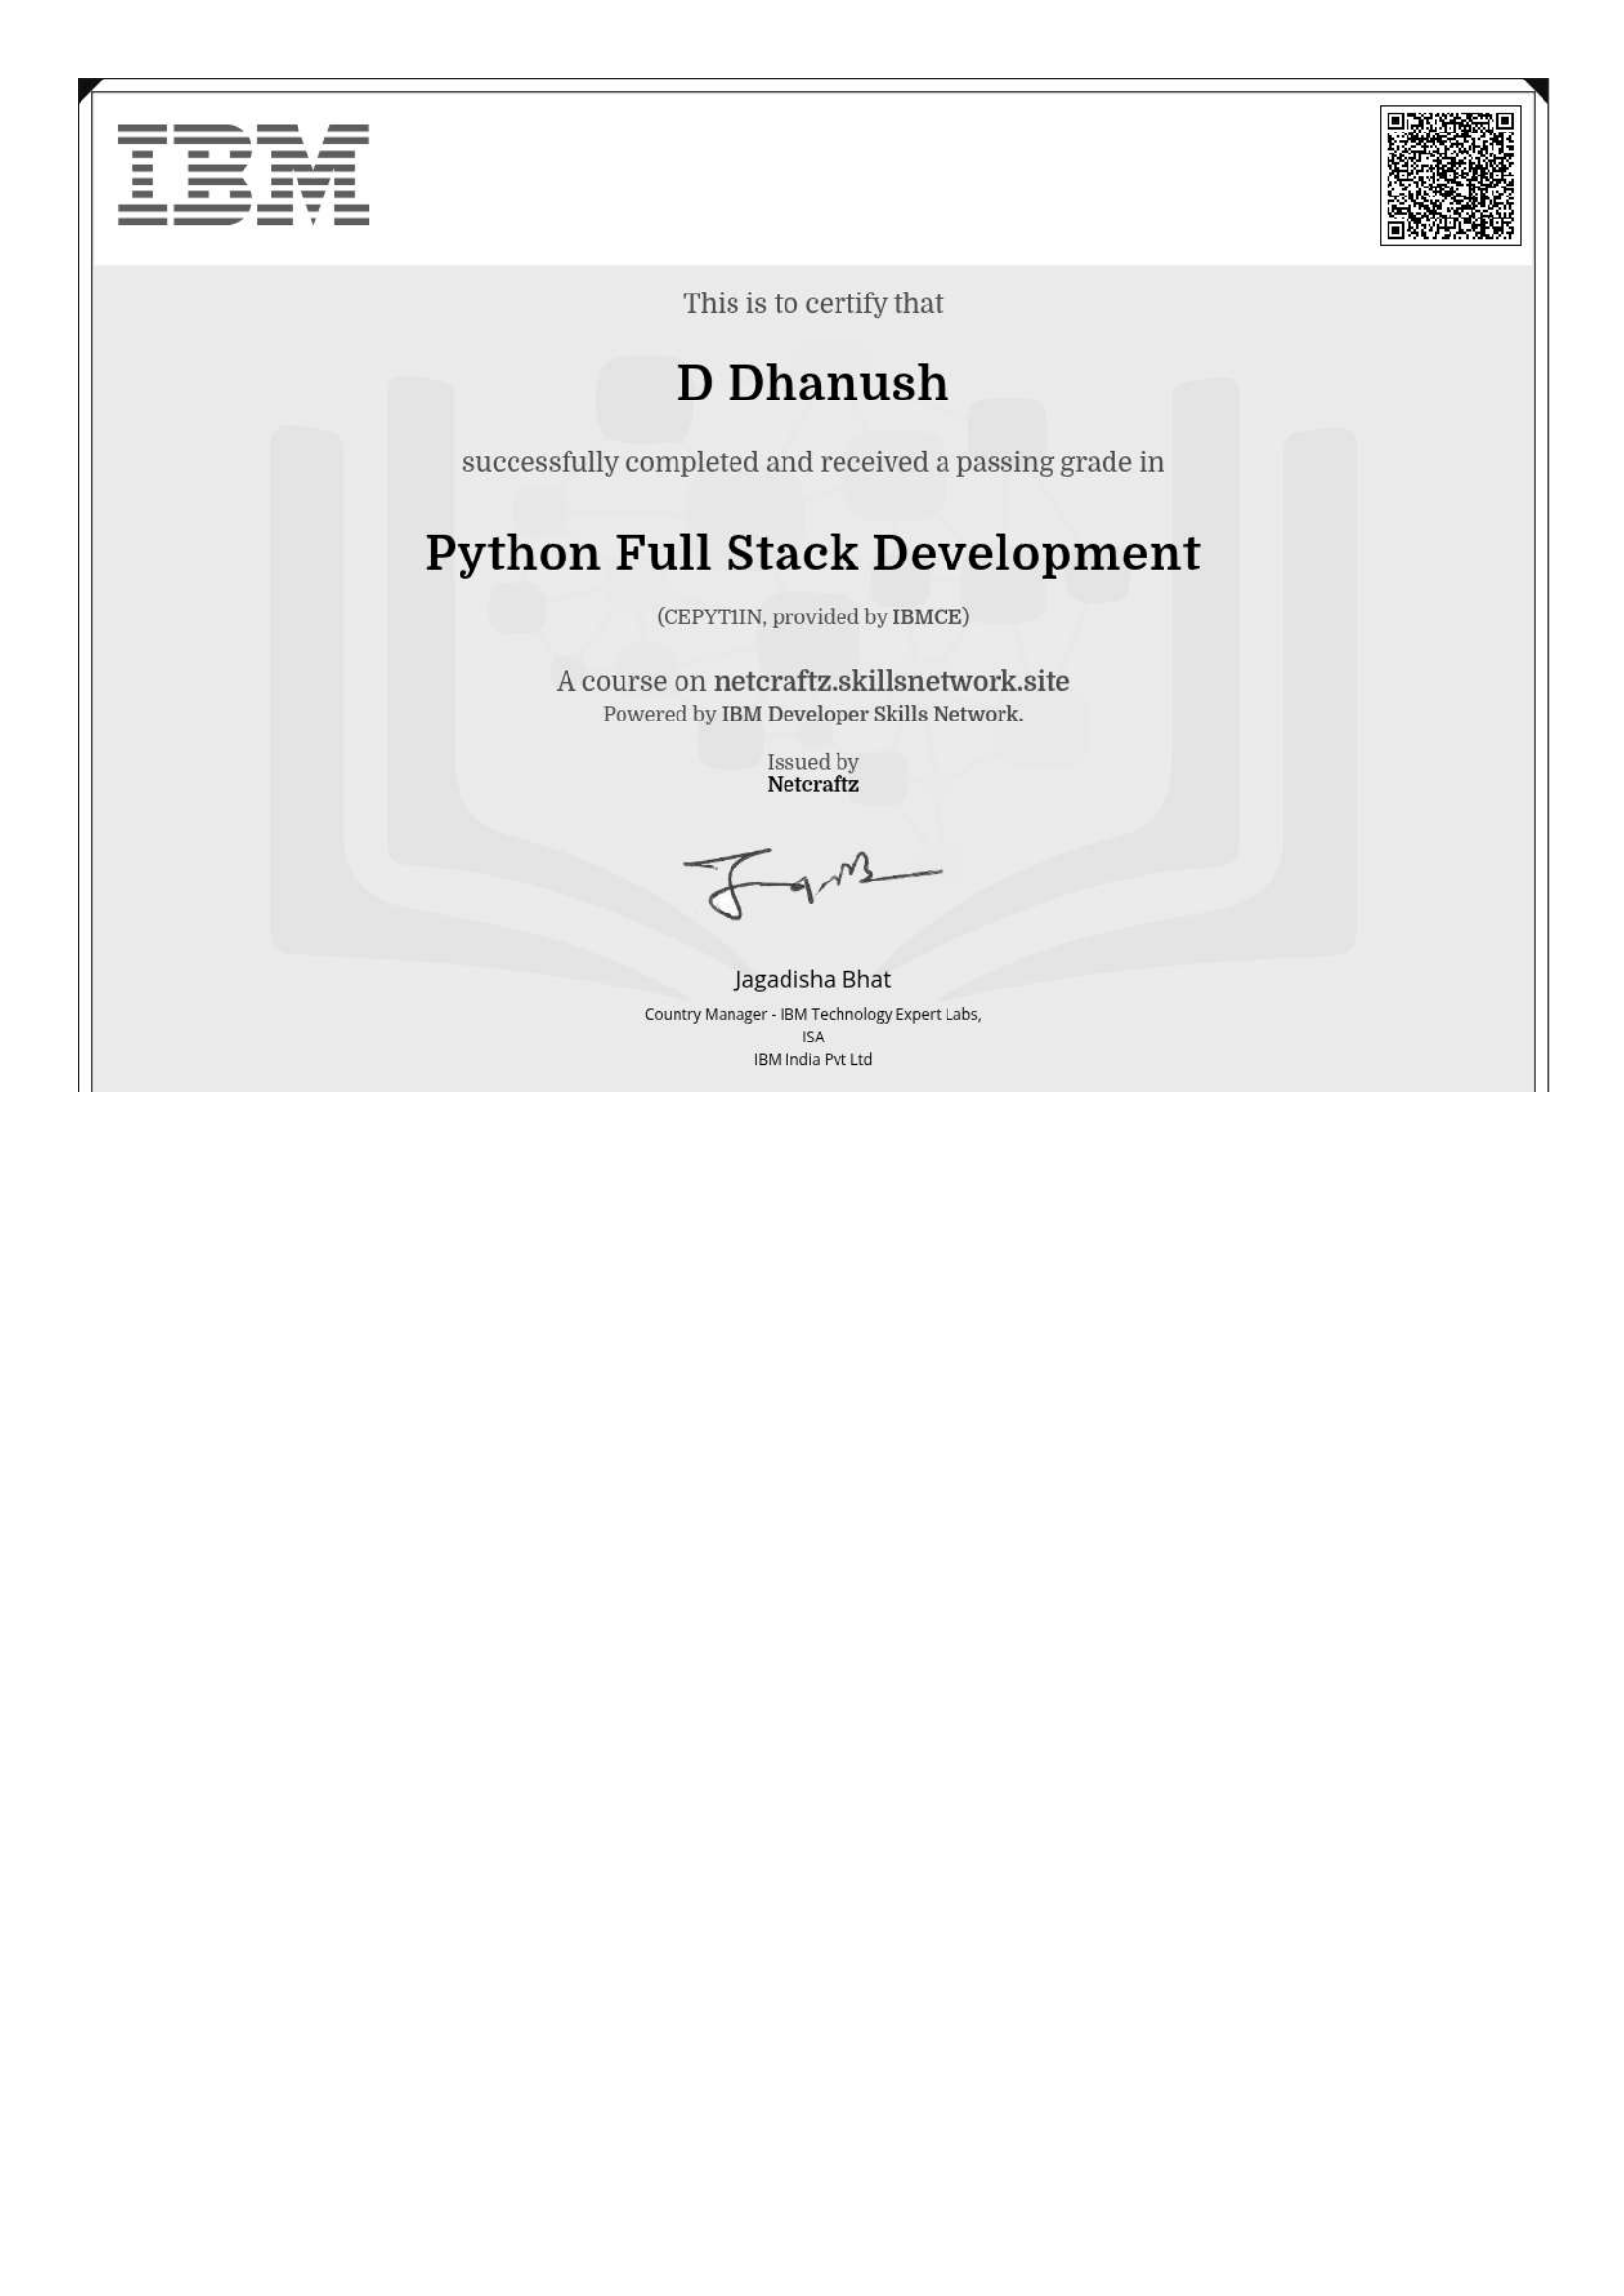 IBM
This is to certify that
D Dhanush
successfully completed and received a passing grade in
Python Full Stack Development
(CEPYT1IN, provided by IBMCE)
A course on netcraftz.skillsnetwork.site
Powered by IBM Developer Skills Network.
Issued by
Netcraftz
Jagadisha Bhat
Country Manager - IBM Technology Expert Labs,
ISA
IBM India Pvt Ltd